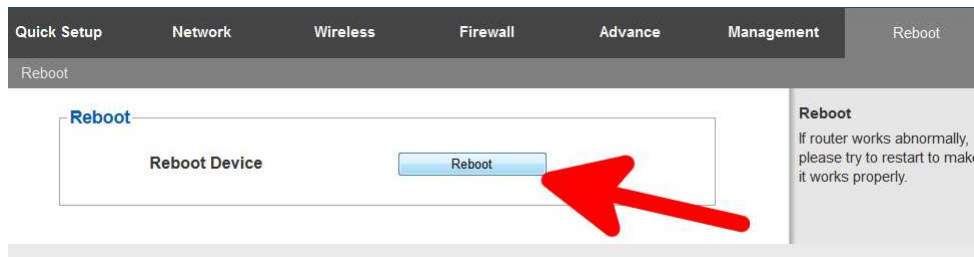 Quick Setup Network Wireless Firewall Advance Management Reboot
Reboot
Reboot
Reboot Device Reboot
Reboot
If router works abnormally,
please try to restart to make
it works properly.